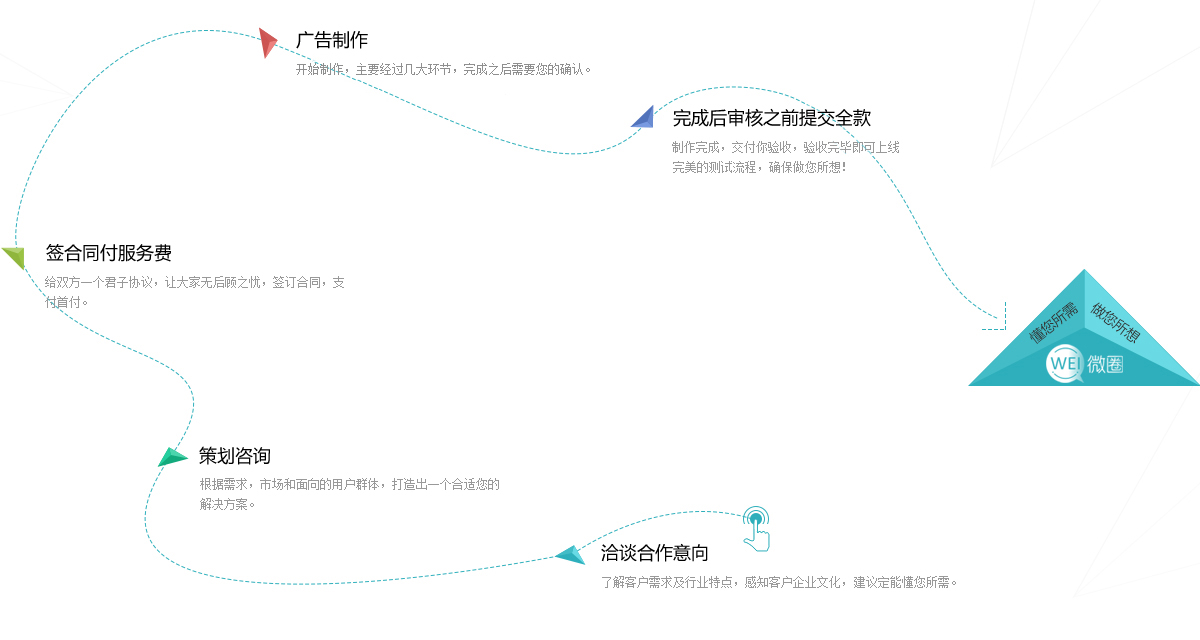 广告制作
开始制作，主要经过几大环节，完成之后需要您的确认。
完成后审核之前提交全款
制作完成，交付你验收，验收完毕即可上线
完美的测试流程，确保做您所想！
签合同付服务费
给双方一个君子协议，让大家无后顾之忧，签订合同，支
付首付。
懂您所需
做您所想
WEI 微圈
策划咨询
根据需求，市场和面向的用户群体，打造出一个合适您的
解决方案。
洽谈合作意向
了解客户需求及行业特点，感知客户企业文化，建议定能懂您所需。